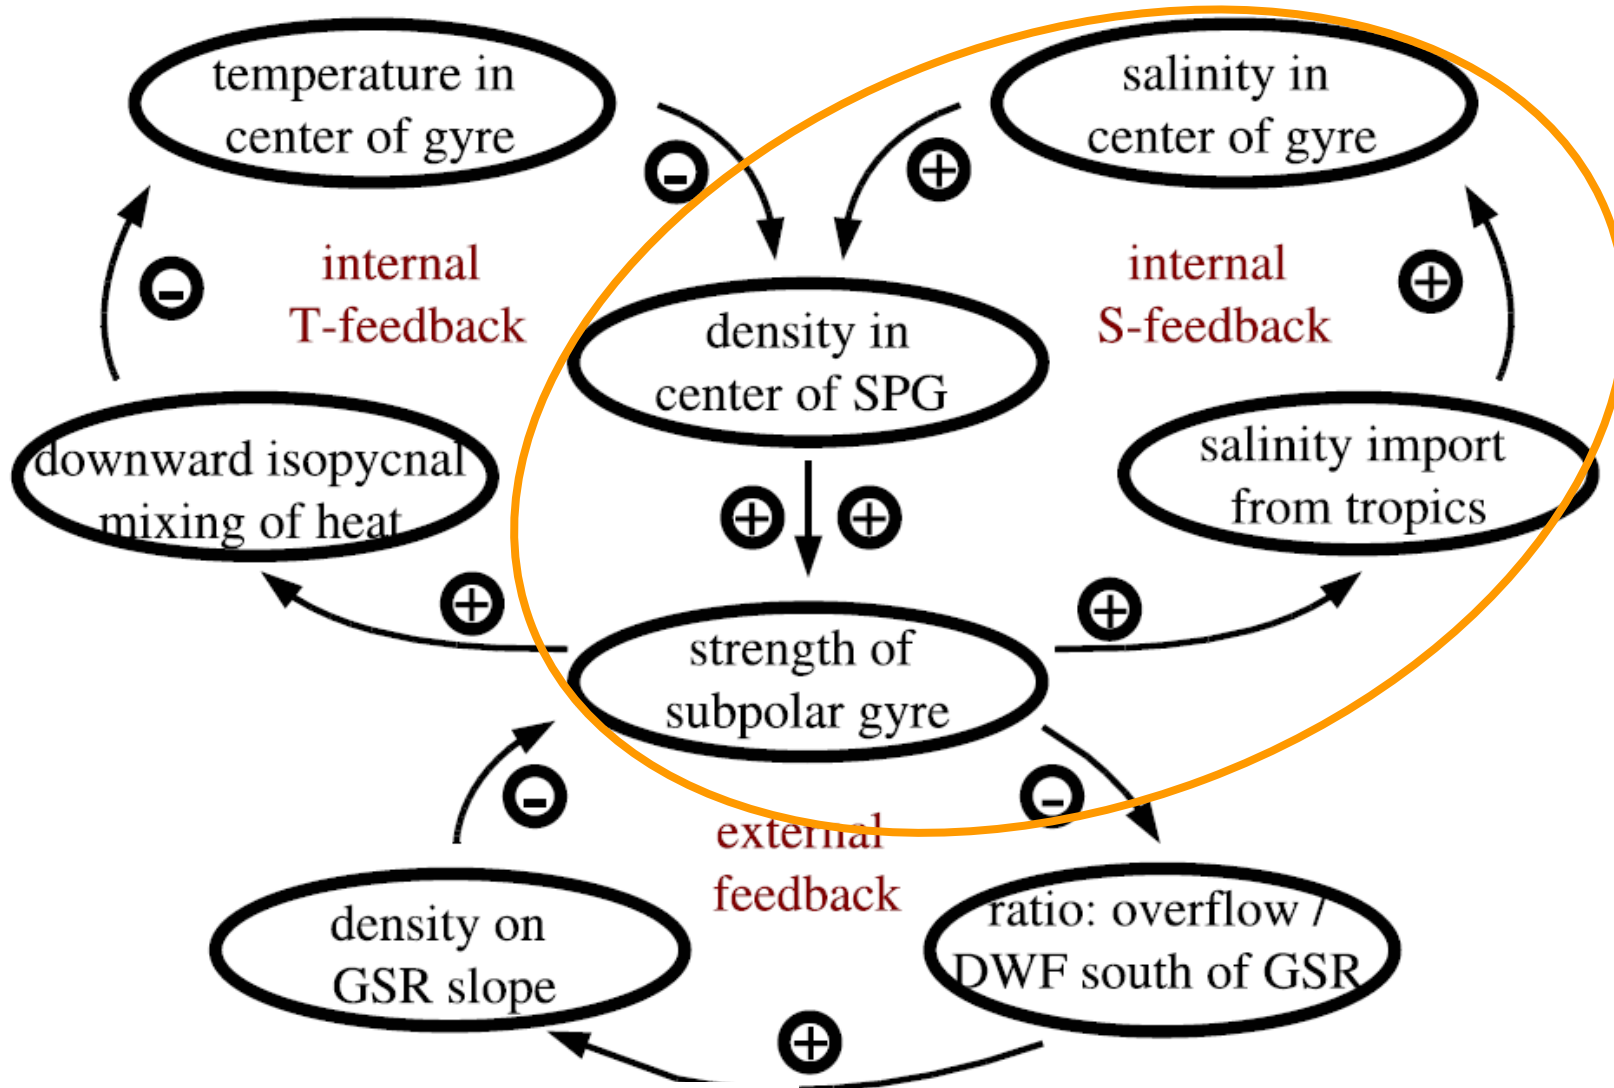 temperature in
center of gyre
salinity in
center of gyre
-
+
internal
T-feedback
internal
S-feedback
-
+
density in
center of SPG
downward isopycnal
mixing of heat
salinity import
from tropics
+ +
+
+
strength of
subpolar gyre
-
-
external
feedback
density on
GSR slope
ratio: overflow /
DWF south of GSR
+